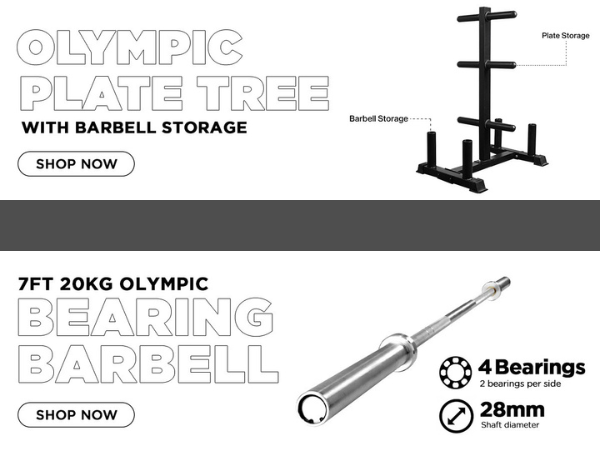 OLYMPIC
PLATE TREE
WITH BARBELL STORAGE
SHOP NOW
Plate Storage
Barbell Storage
7FT 20KG OLYMPIC
BEARING
BARBELL
SHOP NOW
4 Bearings
2 bearings per side
28mm
Shaft diameter